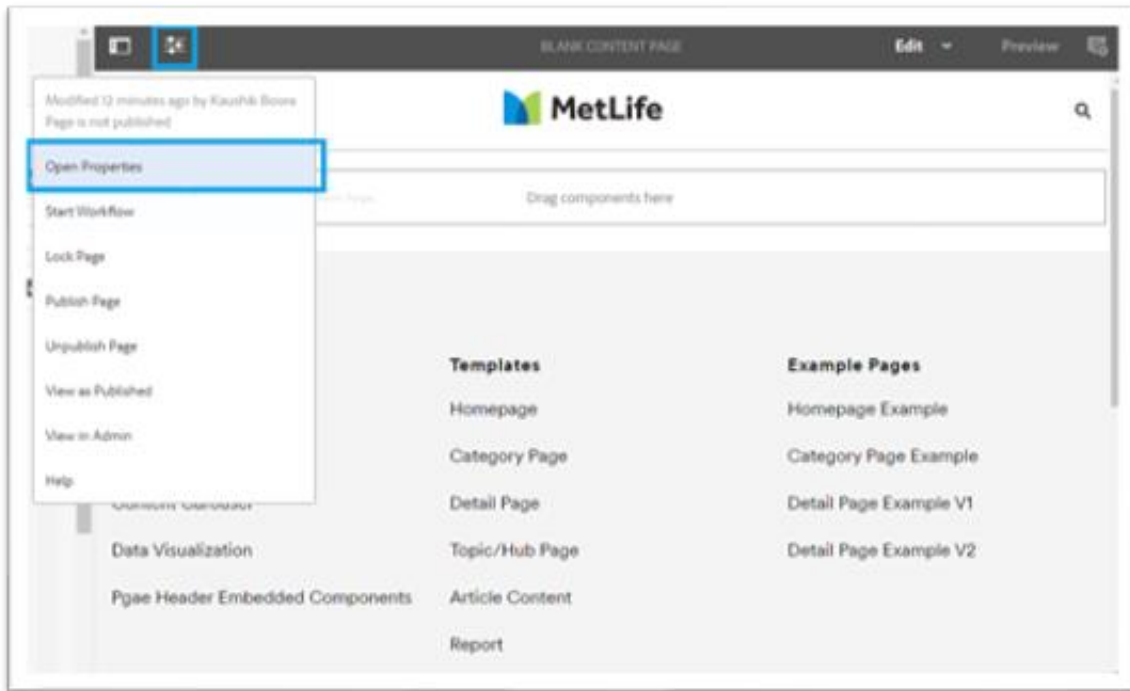 BLANK CONTENT PAGE
Edit
Preview
Modified 12 minutes ago by Kaushik Boora
Page is not published
MetLife
Open Properties
Drag components here
Start Workflow
Lock Page
Publish Page
Unpublish Page
View as Published
View in Admin
Help
Templates
Homepage
Category Page
Detail Page
Topic/Hub Page
Article Content
Report
Example Pages
Homepage Example
Category Page Example
Detail Page Example V1
Detail Page Example V2
Content Carousel
Data Visualization
Pgae Header Embedded Components